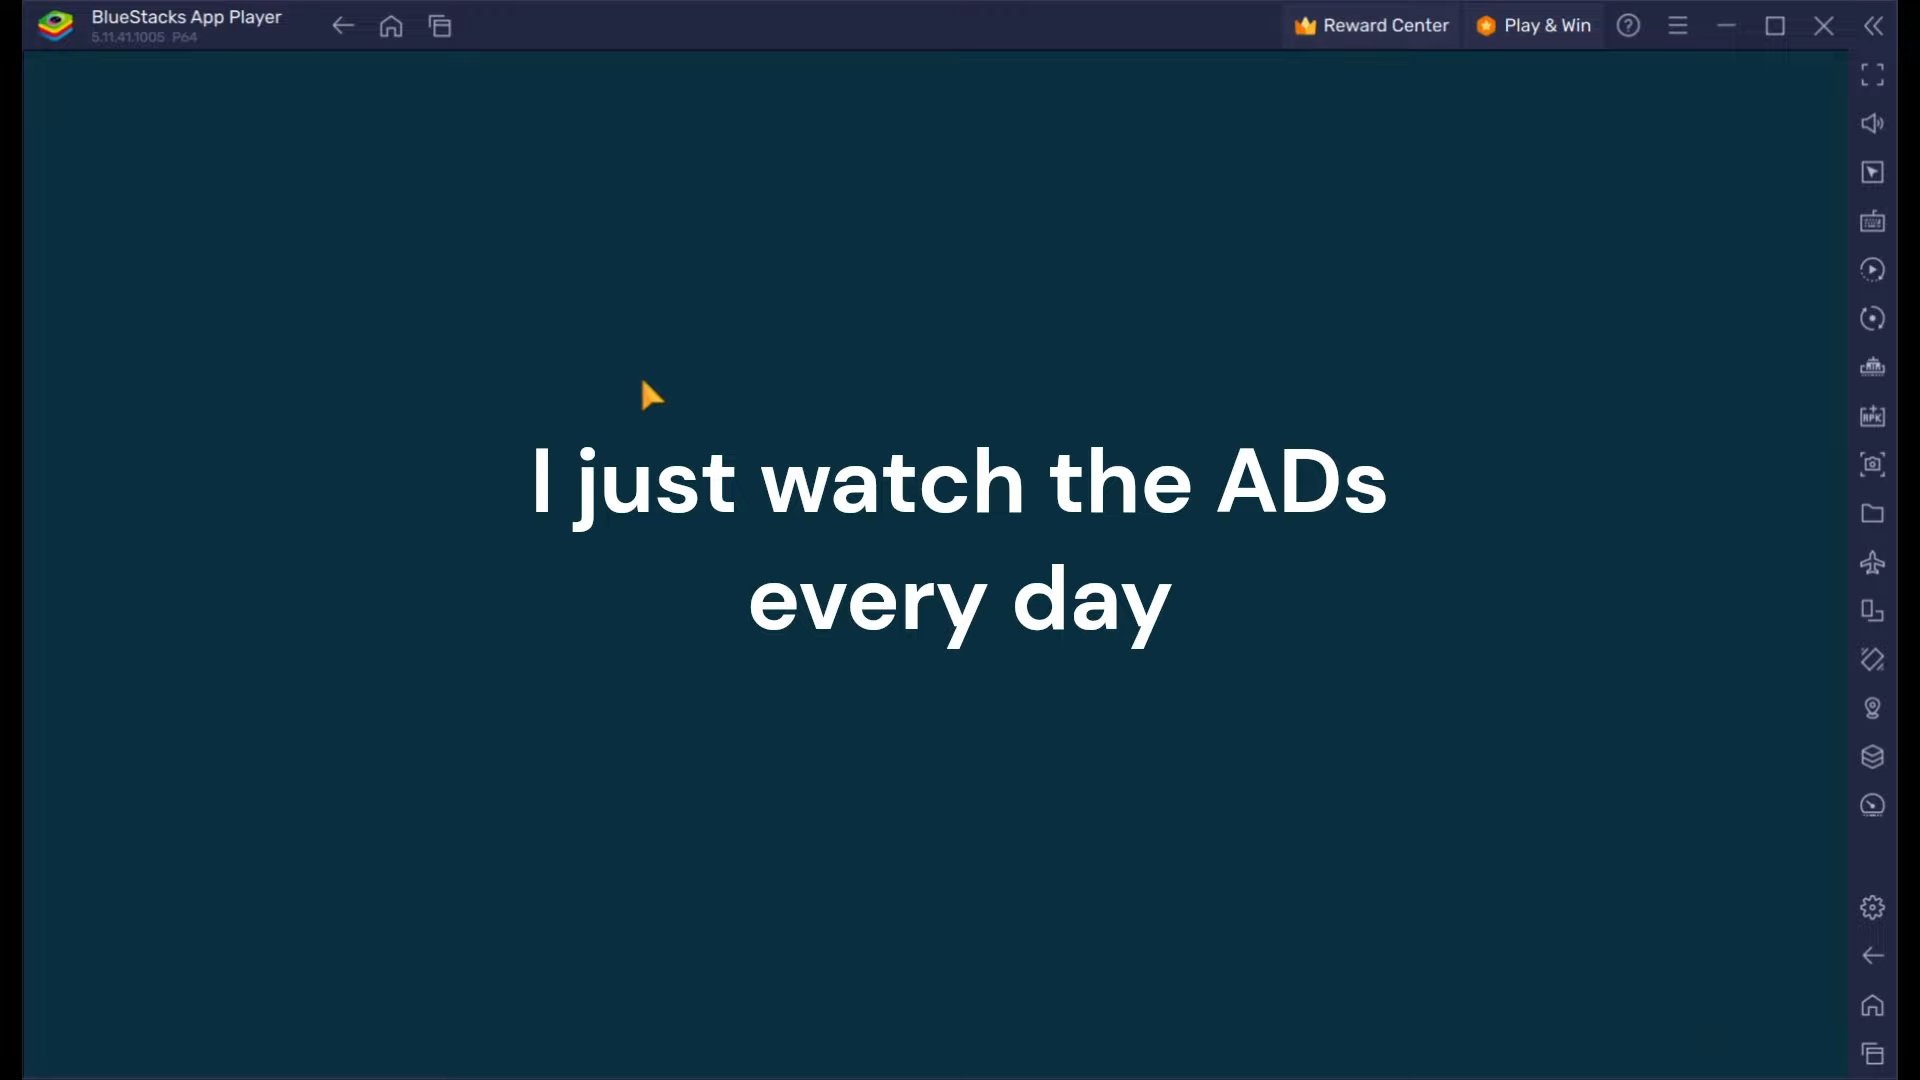 BlueStacks App Player
5.11.41.1005 P64
Reward Center
Play & Win
I just watch the ADs
every day